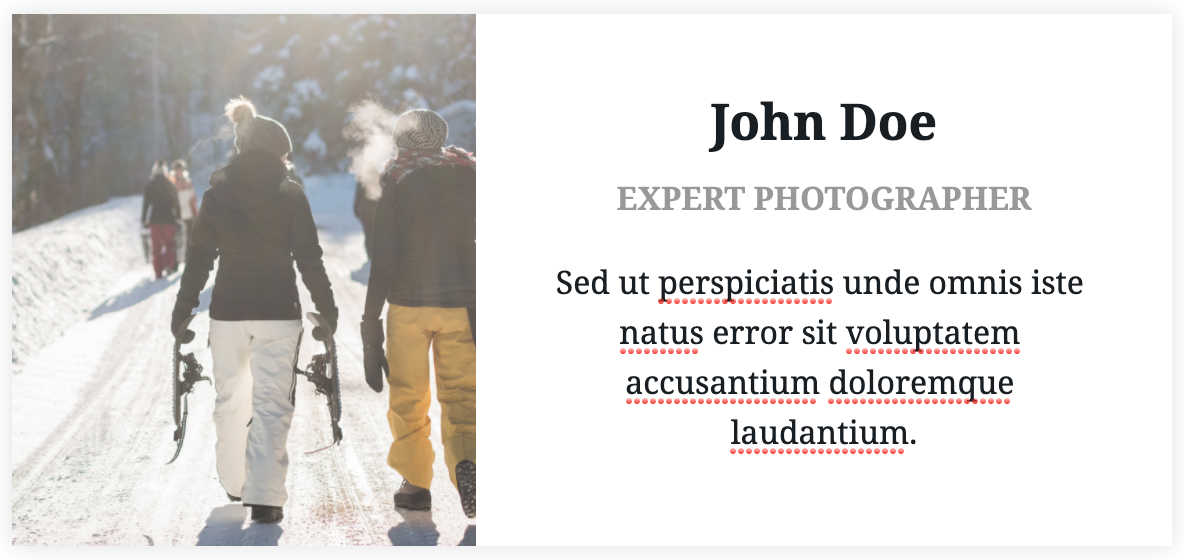 John Doe
EXPERT PHOTOGRAPHER
Sed ut perspiciatis unde omnis iste
natus error sit voluptatem
accusantium doloremque
laudantium.